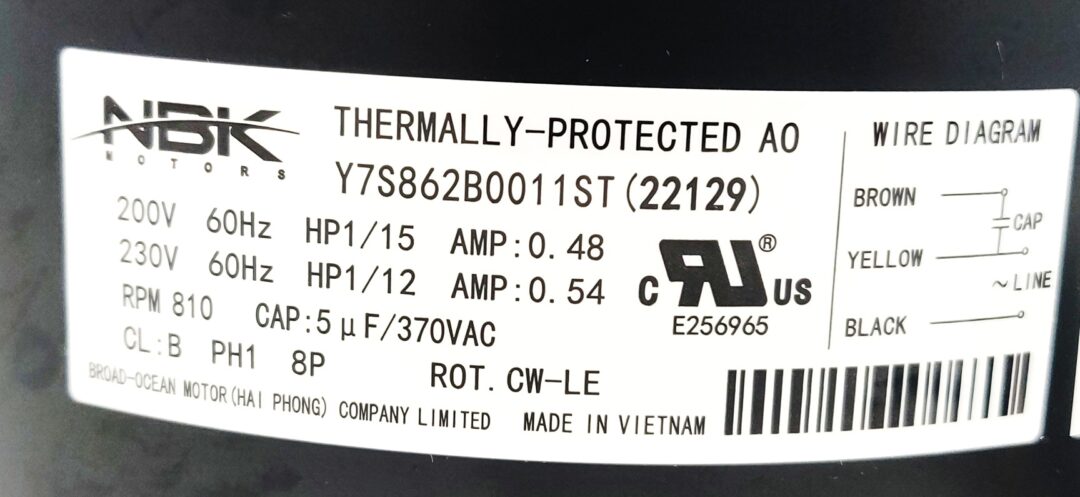 NBK
MOTORS
THERMALLY-PROTECTED AO
Y7S862B0011ST (22129)
200V 60Hz HP1/15 AMP:0.48
230V 60Hz HP1/12 AMP:0.54
RPM 810 CAP:5μF/370VAC
CL:B PH1 8P ROT. CW-LE
BROAD-OCEAN MOTOR(HAI PHONG) COMPANY LIMITED MADE IN VIETNAM
C RU US ®
E256965
WIRE DIAGRAM
BROWN
CAP
YELLOW
~LINE
BLACK